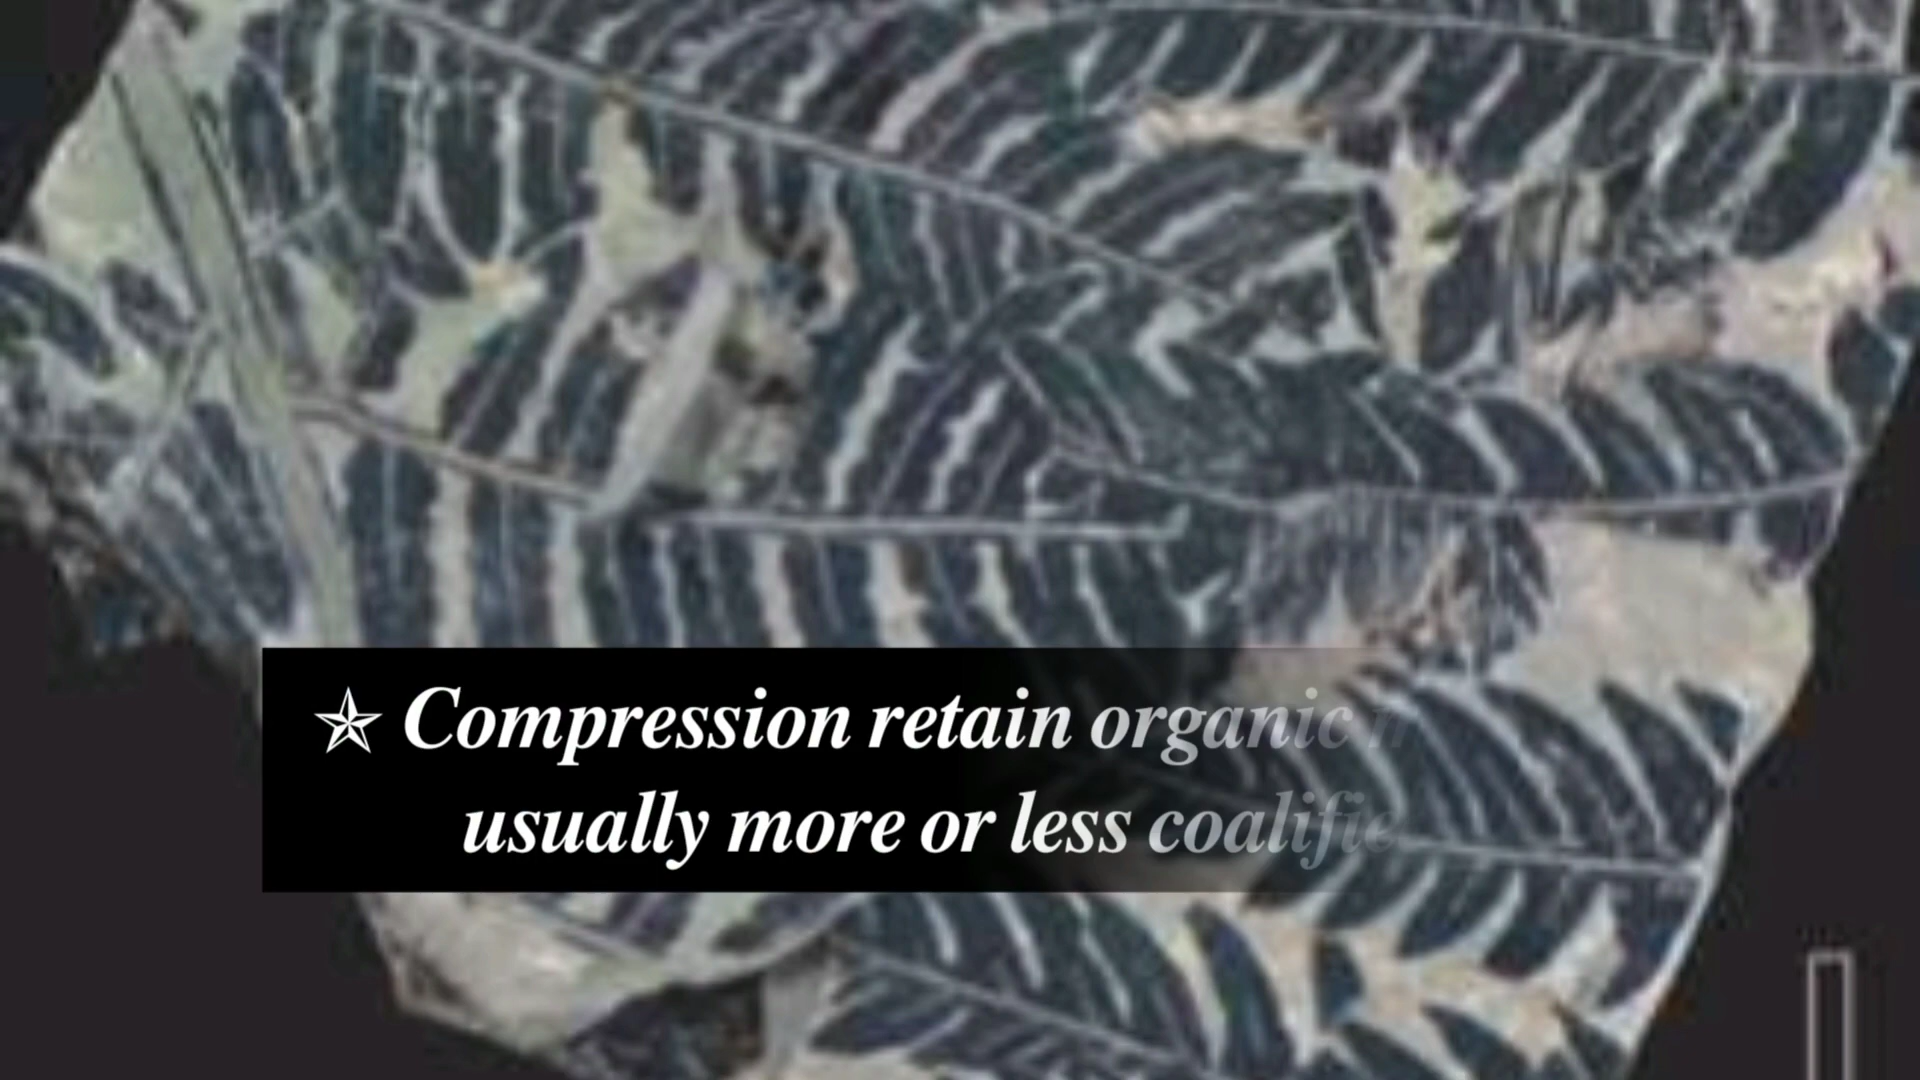 ★ Compression retain organic
usually more or less